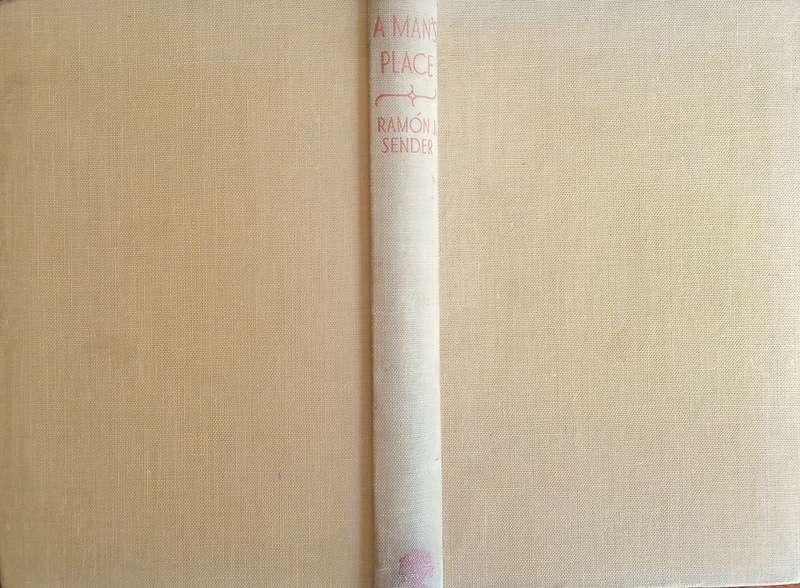 A MAN'S
PLACE
RAMÓN J.
SENDER